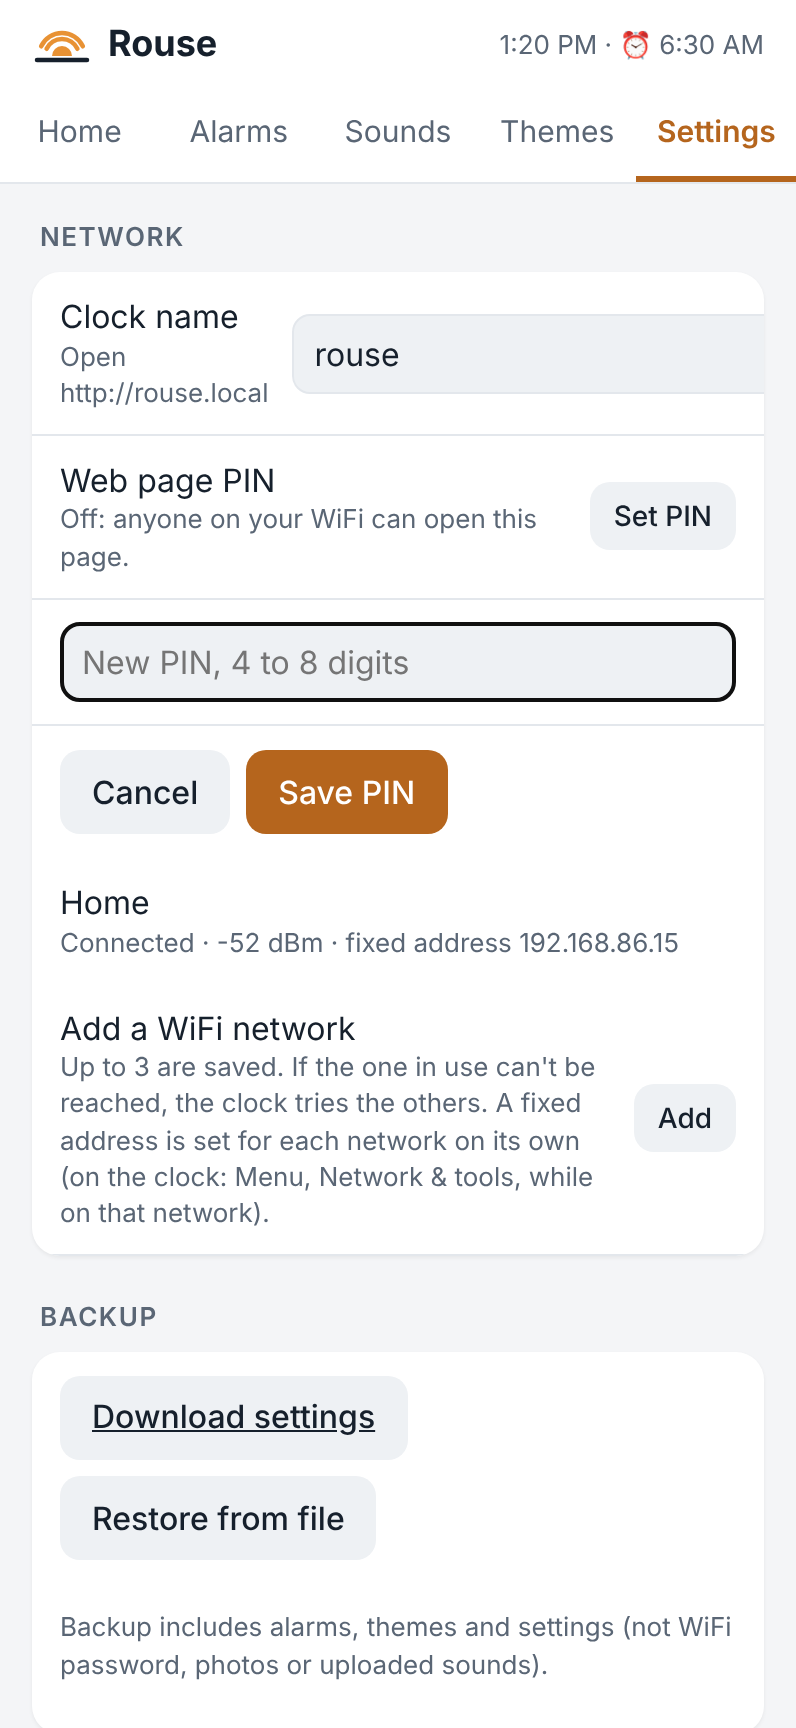 Rouse
1:20 PM · ⏰ 6:30 AM
Home Alarms Sounds Themes Settings
NETWORK
Clock name
Open
http://rouse.local
rouse
Web page PIN
Off: anyone on your WiFi can open this
page.
Set PIN
New PIN, 4 to 8 digits
Cancel Save PIN
Home
Connected · -52 dBm · fixed address 192.168.86.15
Add a WiFi network
Up to 3 are saved. If the one in use can't be
reached, the clock tries the others. A fixed
address is set for each network on its own
(on the clock: Menu, Network & tools, while
on that network).
Add
BACKUP
Download settings
Restore from file
Backup includes alarms, themes and settings (not WiFi
password, photos or uploaded sounds).